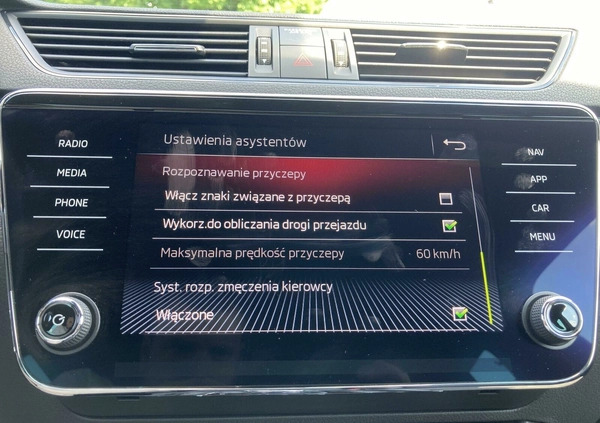 Ustawienia asystentów
RADIO
MEDIA
PHONE
VOICE
Rozpoznawanie przyczepy
Włącz znaki związane z przyczepą
Wykorz.do obliczania drogi przejazdu
Maksymalna prędkość przyczepy 60 km/h
Syst. rozp. zmęczenia kierowcy
Włączone
NAV
APP
CAR
MENU